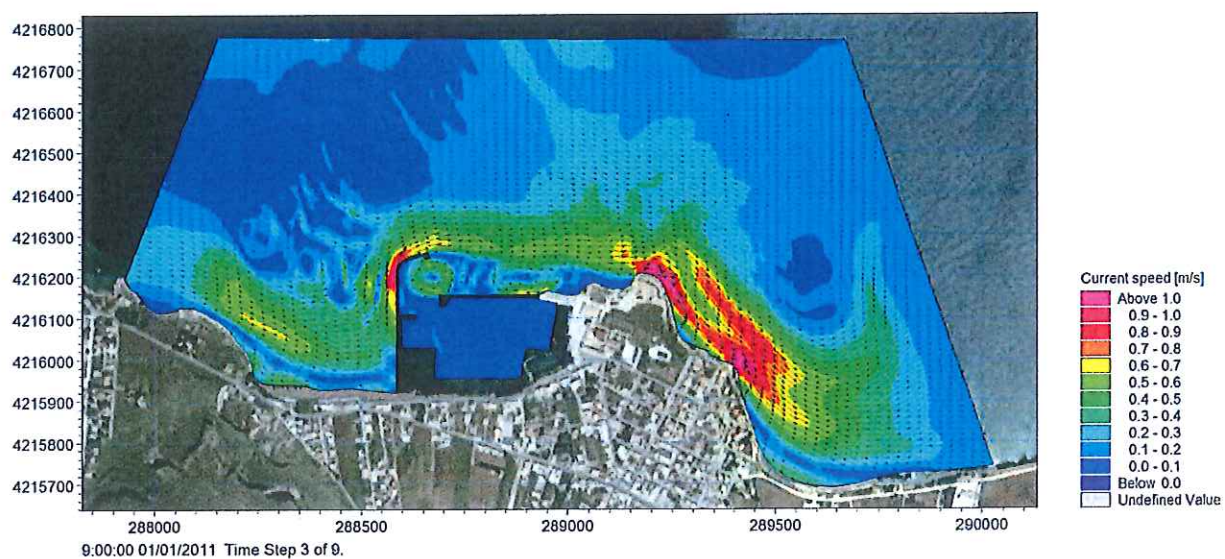 4216800
4216700
4216600
4216500
4216400
4216300
4216200
4216100
4216000
4215900
4215800
4215700
288000 288500 289000 289500 290000
9:00:00 01/01/2011 Time Step 3 of 9.
Current speed [m/s]
Above 1.0
0.9 - 1.0
0.8 - 0.9
0.7 - 0.8
0.6 - 0.7
0.5 - 0.6
0.4 - 0.5
0.3 - 0.4
0.2 - 0.3
0.1 - 0.2
0.0 - 0.1
Below 0.0
Undefined Value